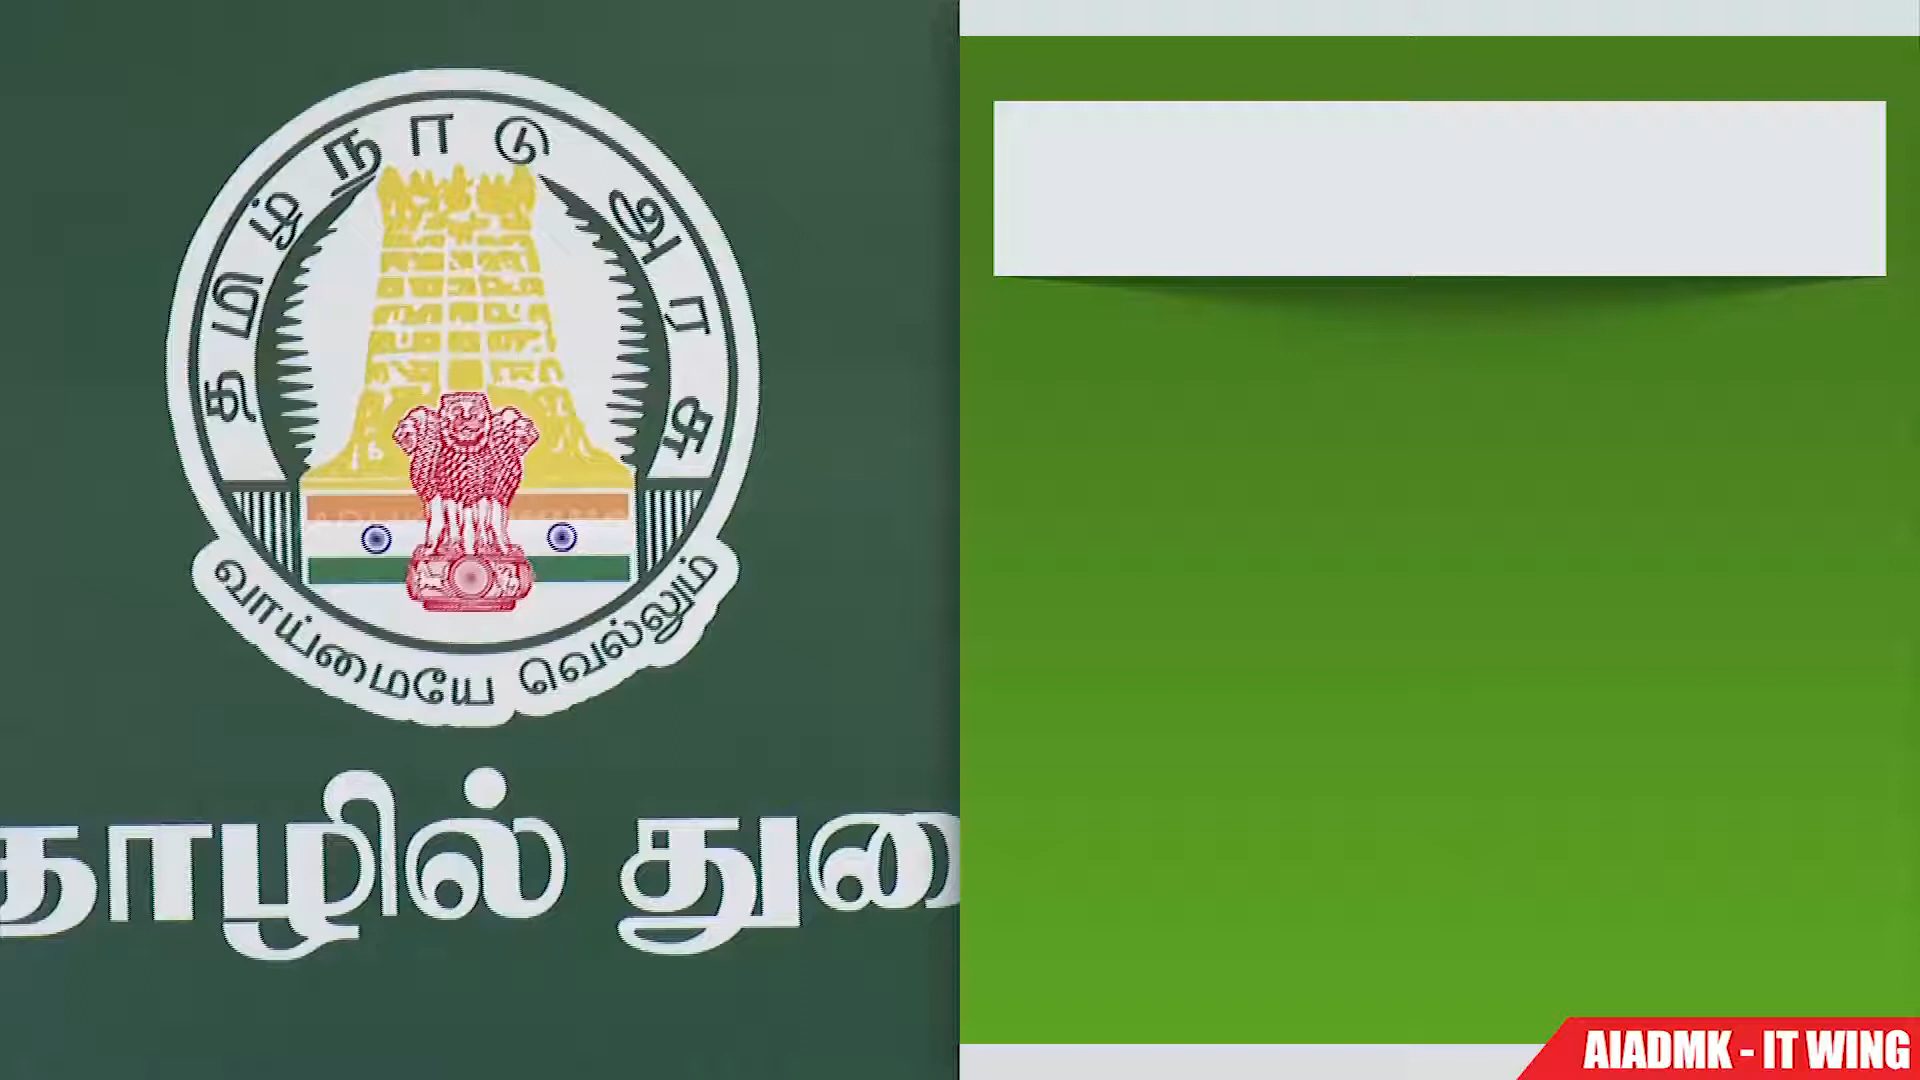 தமிழ்நாடு அரசு
வாய்மையே வெல்லும்
தாழில் துறை
AIADMK - IT WING